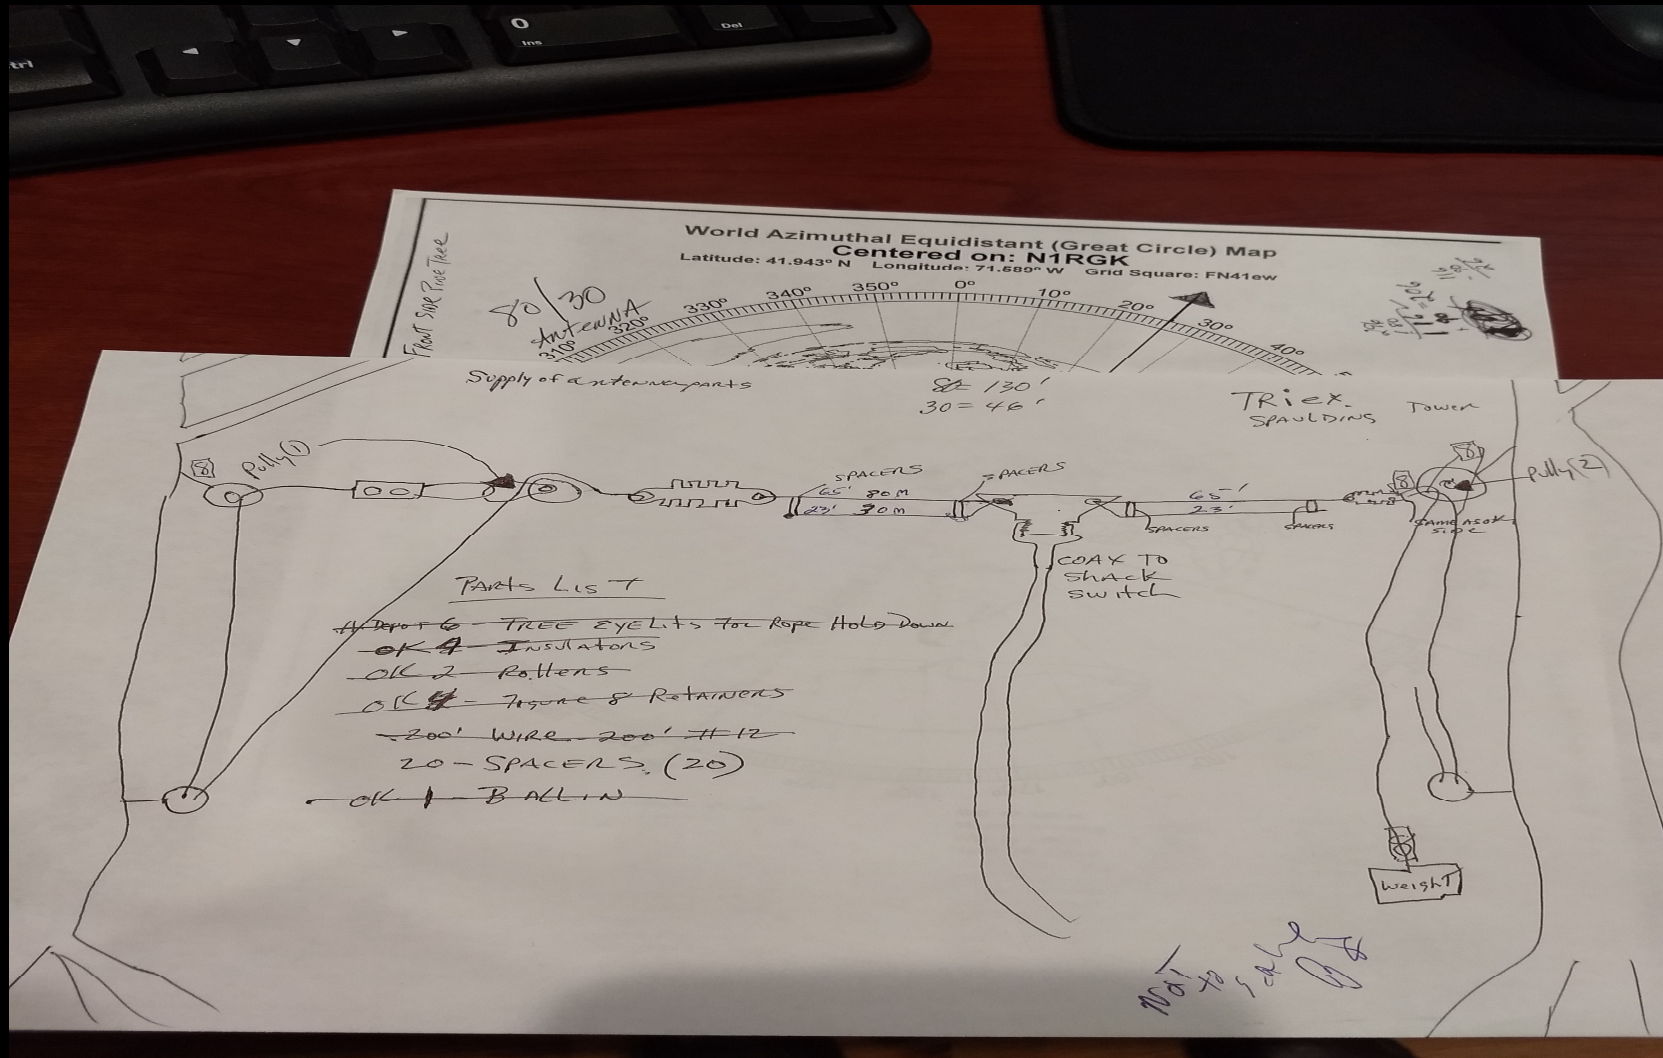 0
Ins
Del
trl
World Azimuthal Equidistant (Great Circle) Map
Centered on: N1RGK
Latitude: 41.943° N Longitude: 71.589° W Grid Square: FN41ew
FRONT SIDE PINE TREE
80/30
ANTENNA
310° 320° 330° 340° 350° 0° 10° 20° 30° 40°
Supply of antenna parts
80= 130'
30 = 46'
TRiex.
SPAULDING
TOWER
8
Pully(1)
SPACERS
SPACERS
65' 80 M
23' 30 M
65'
23'
SPACERS
SPACERS
8
8
Pully(2)
SAME AS OK
SIDE
COAX TO
SHACK
SWITCH
PARTS LIST
H Depot 6 - TREE EYELITS FOR ROPE HOLD DOWN
OK 4 INSULATORS
OK 2 Rollers
OK 4 - Figure 8 RETAINERS
200' WIRE 200' #12
20 - SPACERS. (20)
OK 1 BALLIN
8
WEIGHT
NOT
to